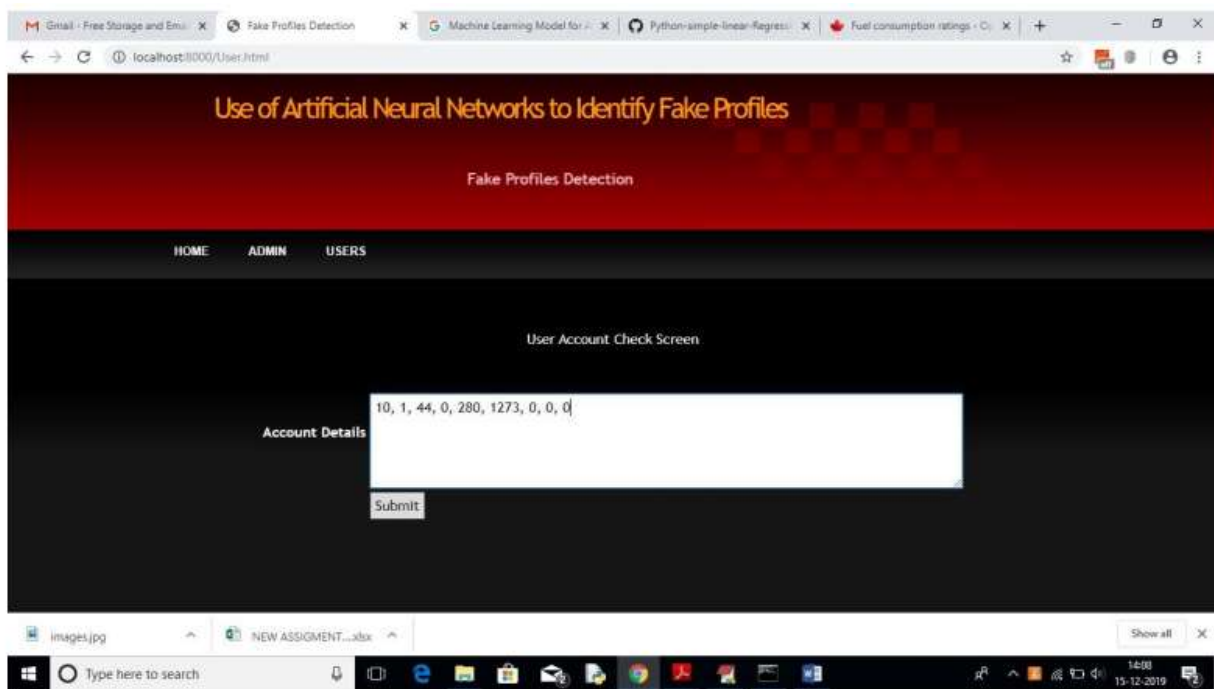 Gmail - Free Storage and Ema
Fake Profiles Detection
Machine Learning Model for
Python-simple-linear-Regressi
Fuel consumption ratings -
localhost:8000/User.html
Use of Artificial Neural Networks to Identify Fake Profiles
Fake Profiles Detection
HOME ADMIN USERS
User Account Check Screen
Account Details
10, 1, 44, 0, 280, 1273, 0, 0, 0
Submit
images.jpg
NEW ASSIGMENT....xlsx
Show all
Type here to search
14:08
15-12-2019